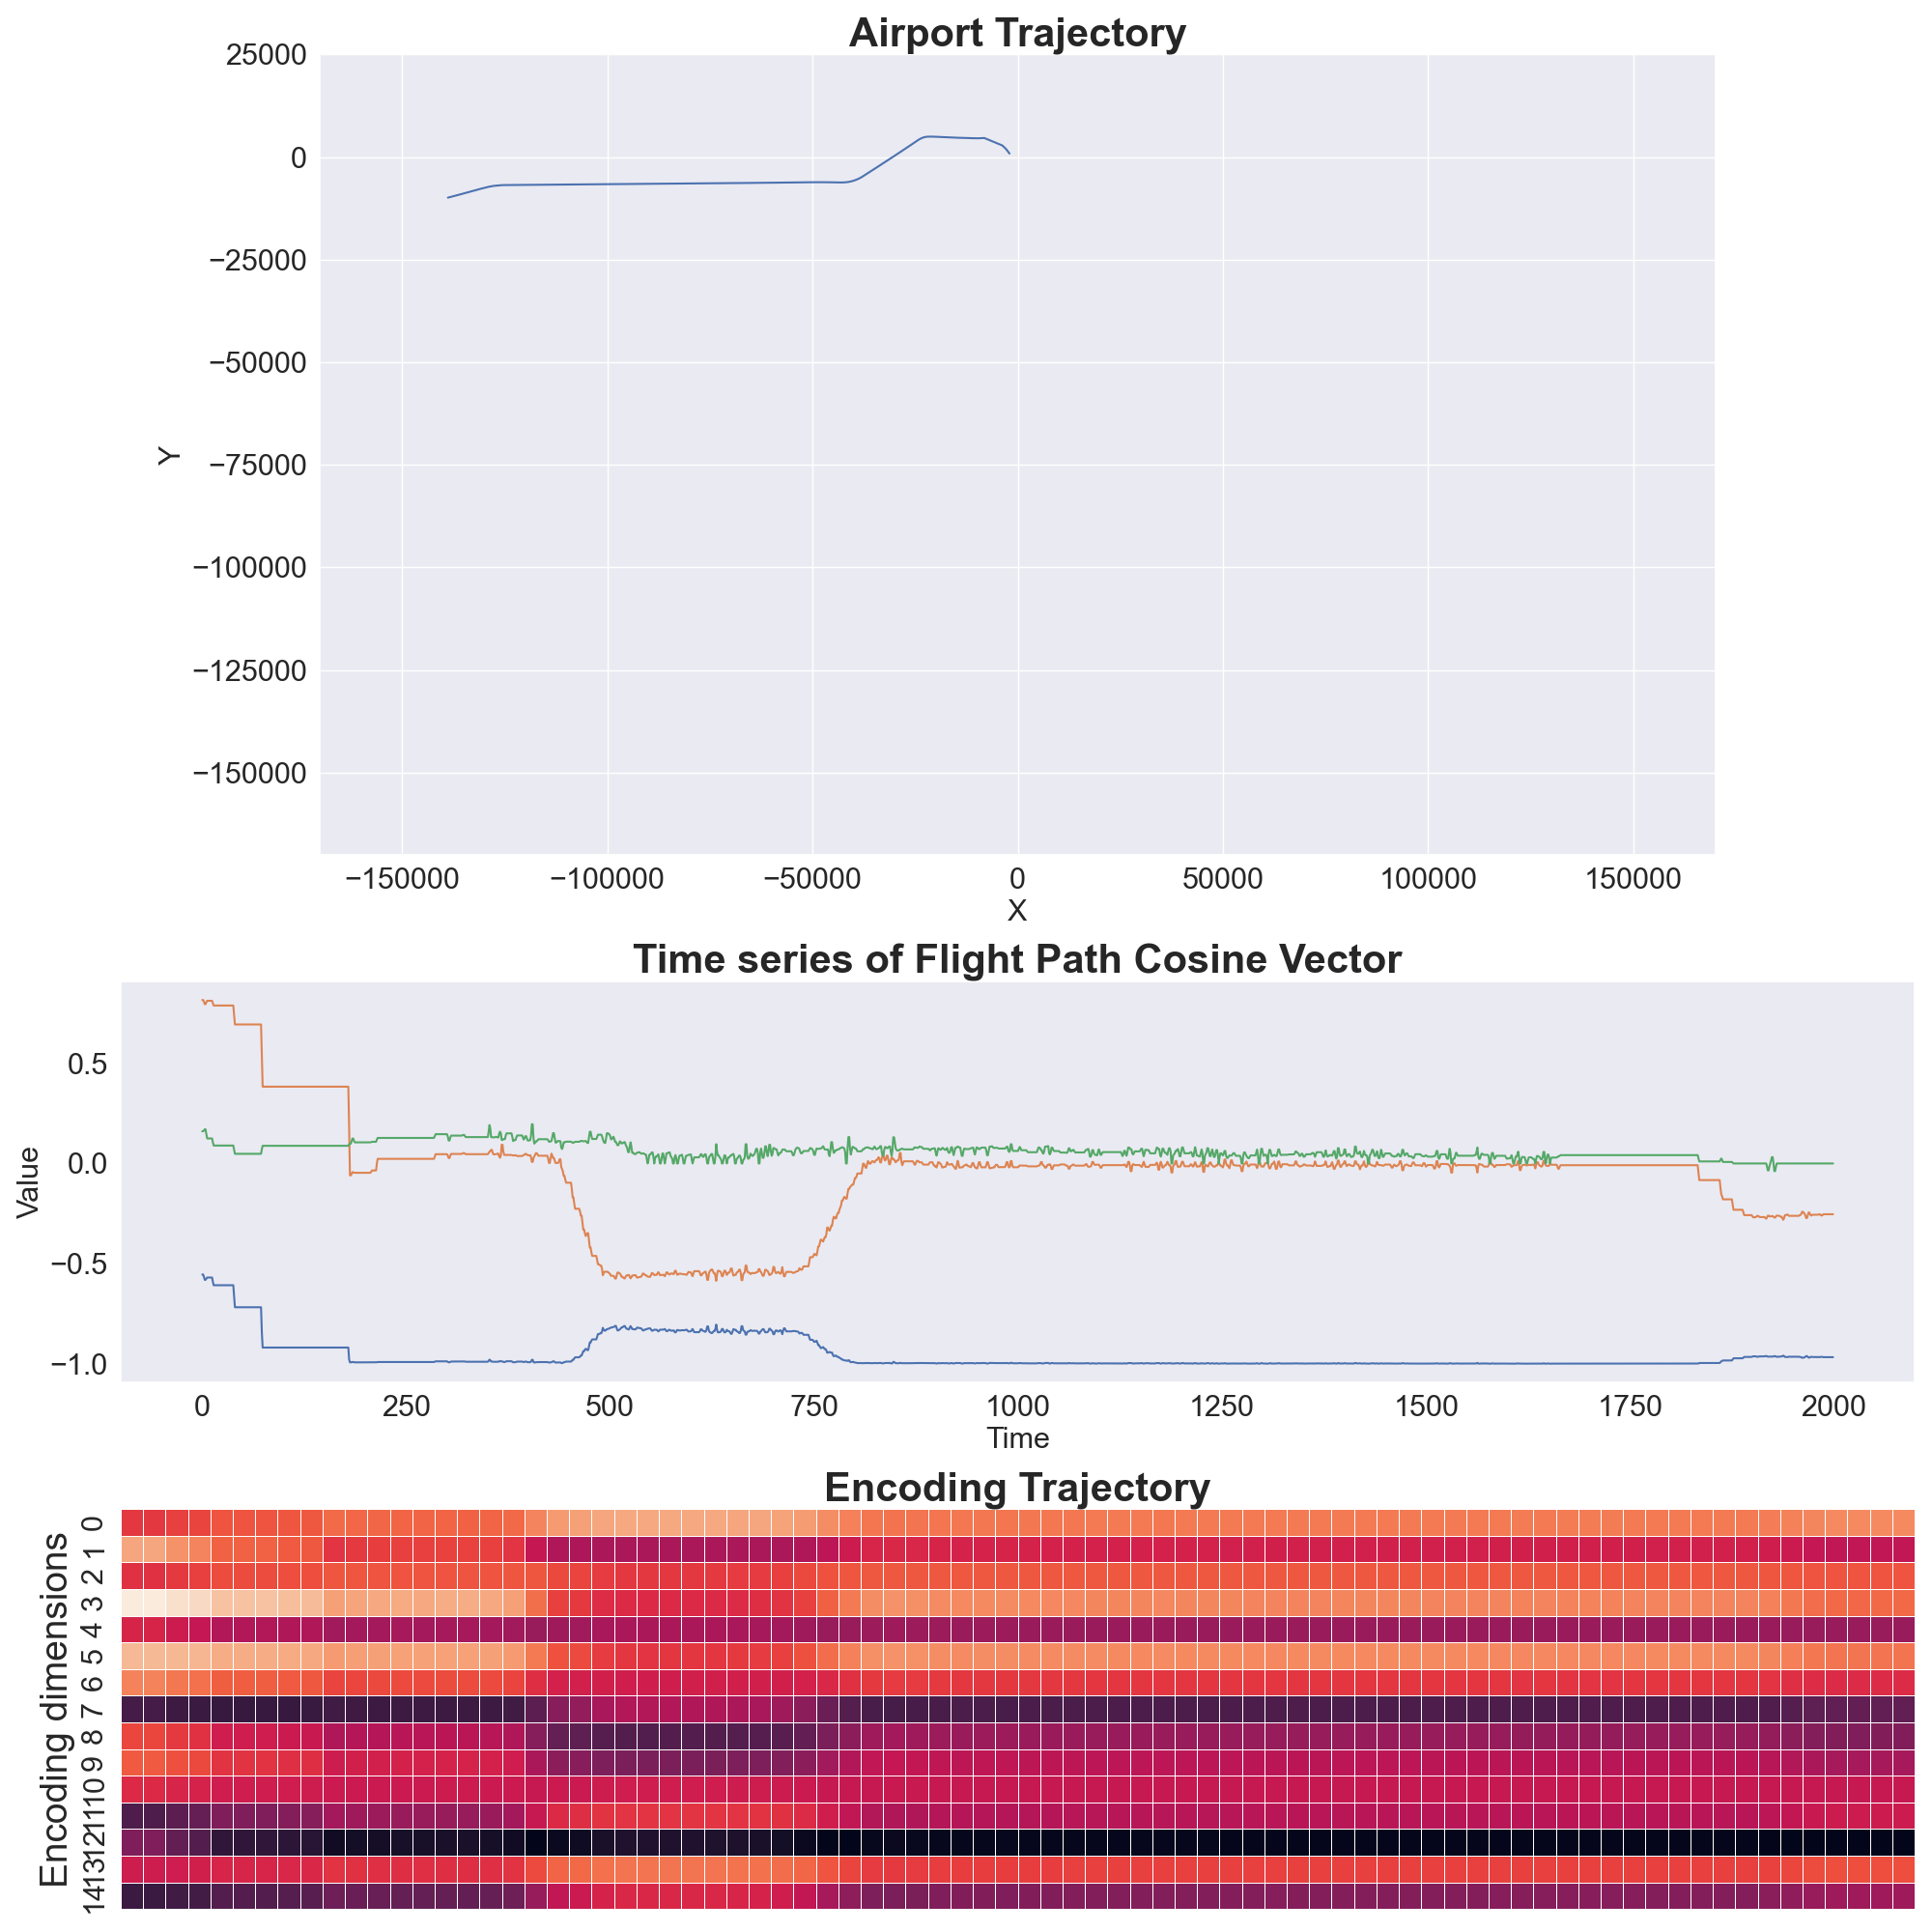 Airport Trajectory
25000
0
−25000
−50000
−75000
−100000
−125000
−150000
Y
−150000 −100000 −50000 0 50000 100000 150000
X
Time series of Flight Path Cosine Vector
0.5
0.0
−0.5
−1.0
Value
0 250 500 750 1000 1250 1500 1750 2000
Time
Encoding Trajectory
0
1
2
3
4
5
6
7
8
9
10
11
12
13
14
Encoding dimensions